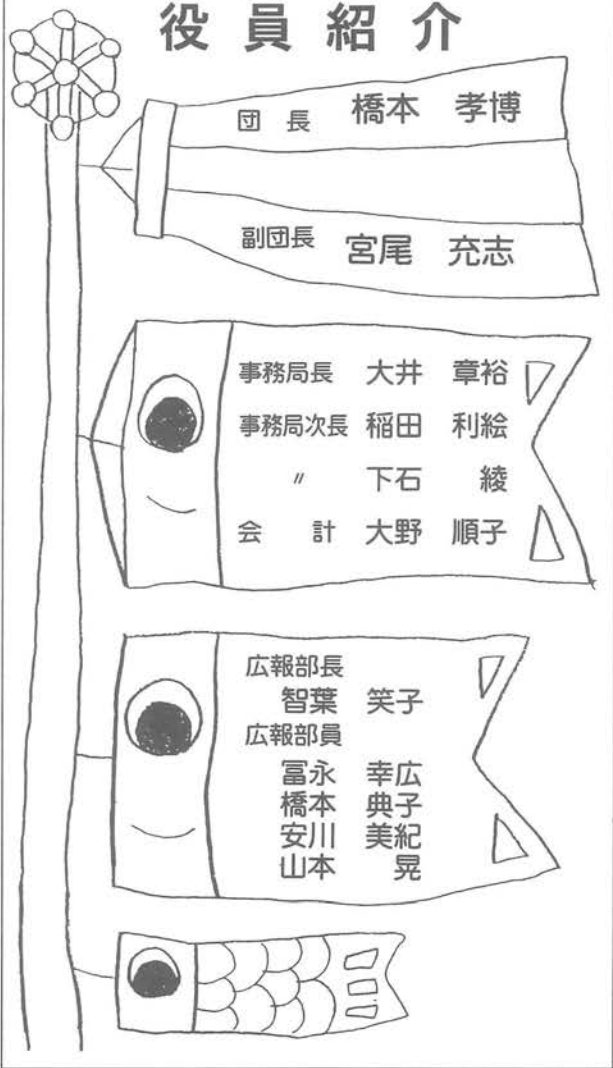 役員紹介
団長 橋本 孝博
副団長 宮尾 充志
事務局長 大井 章裕
事務局次長 稲田 利絵
〃 下石 綾
会計 大野 順子
広報部長
智葉 笑子
広報部員
冨永 幸広
橋本 典子
安川 美紀
山本 晃